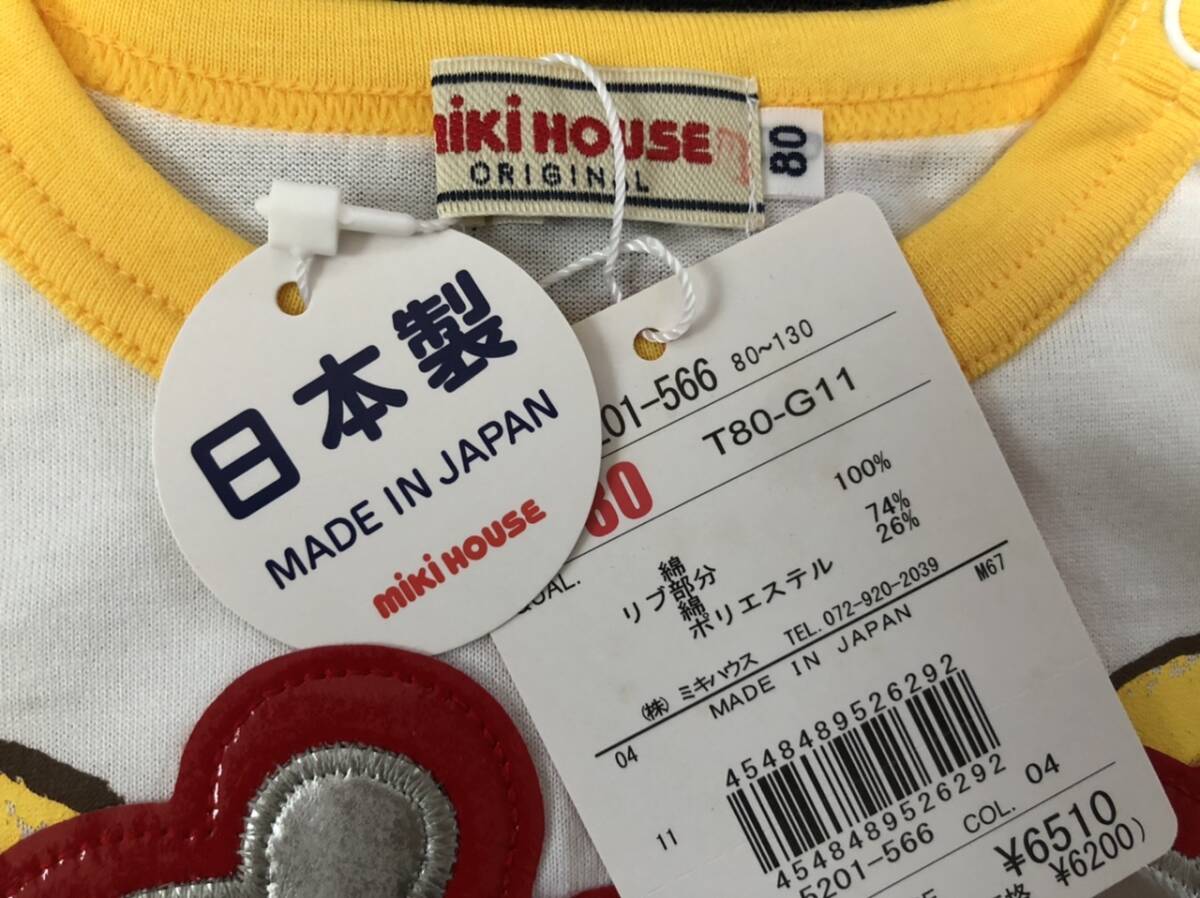 miki HOUSE
ORIGINAL
80
日本製
MADE IN JAPAN
miki HOUSE
201-566 80~130
T80-G11
80
QUAL.
綿 100%
リブ部分
綿 74%
ポリエステル 26%
㈱ ミキハウス TEL.072-920-2039
04 MADE IN JAPAN M67
4548489526292
11 4548489526292
5201-566 COL. 04
¥6510
格 ¥6200)